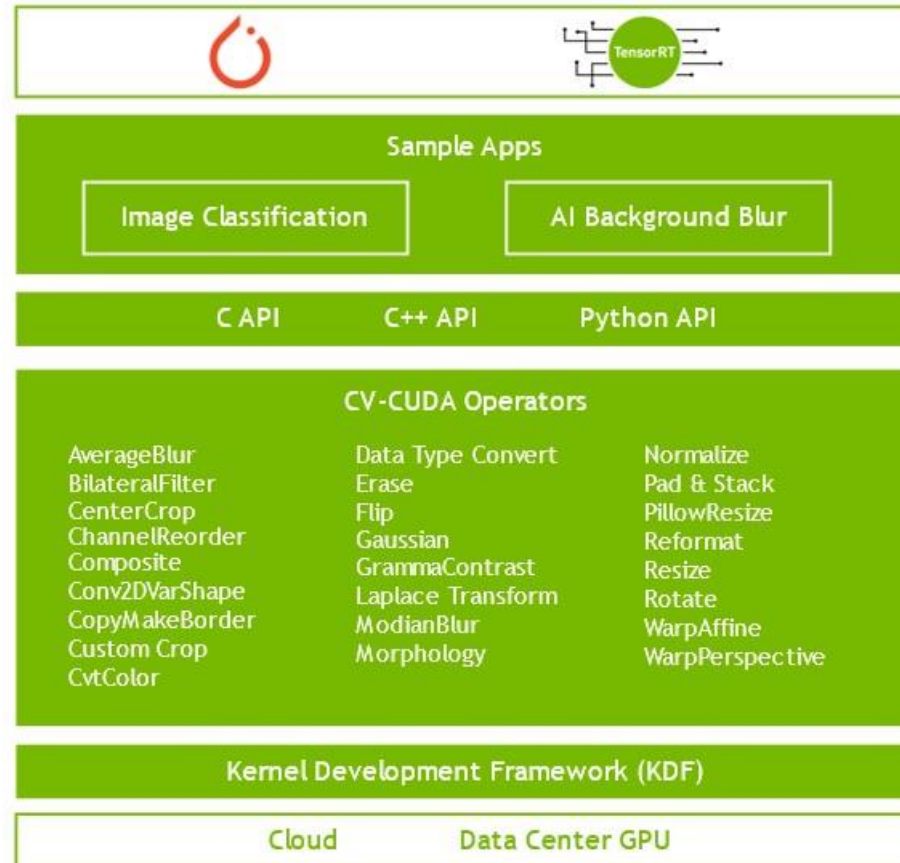 TensorRT
Sample Apps
Image Classification
AI Background Blur
C API C++ API Python API
CV-CUDA Operators
AverageBlur
BilateralFilter
CenterCrop
ChannelReorder
Composite
Conv2DVarShape
CopyMakeBorder
Custom Crop
CvtColor
Data Type Convert
Erase
Flip
Gaussian
GrammaContrast
Laplace Transform
ModianBlur
Morphology
Normalize
Pad & Stack
PillowResize
Reformat
Resize
Rotate
WarpAffine
WarpPerspective
Kernel Development Framework (KDF)
Cloud Data Center GPU